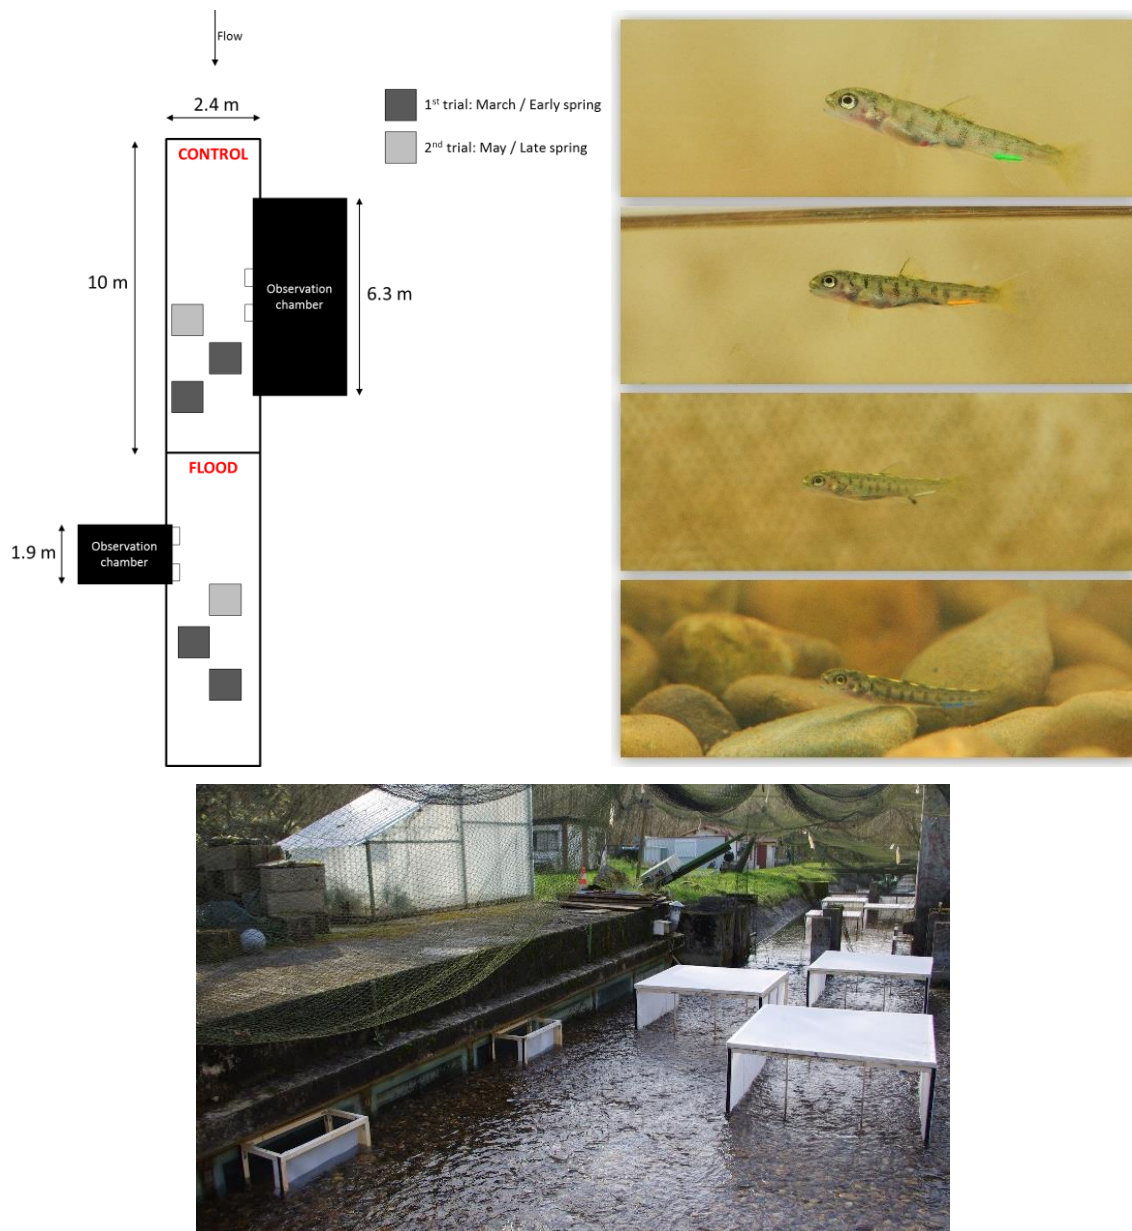 Flow
2.4 m
1st trial: March / Early spring
2nd trial: May / Late spring
CONTROL
10 m
Observation
chamber
6.3 m
FLOOD
1.9 m
Observation
chamber